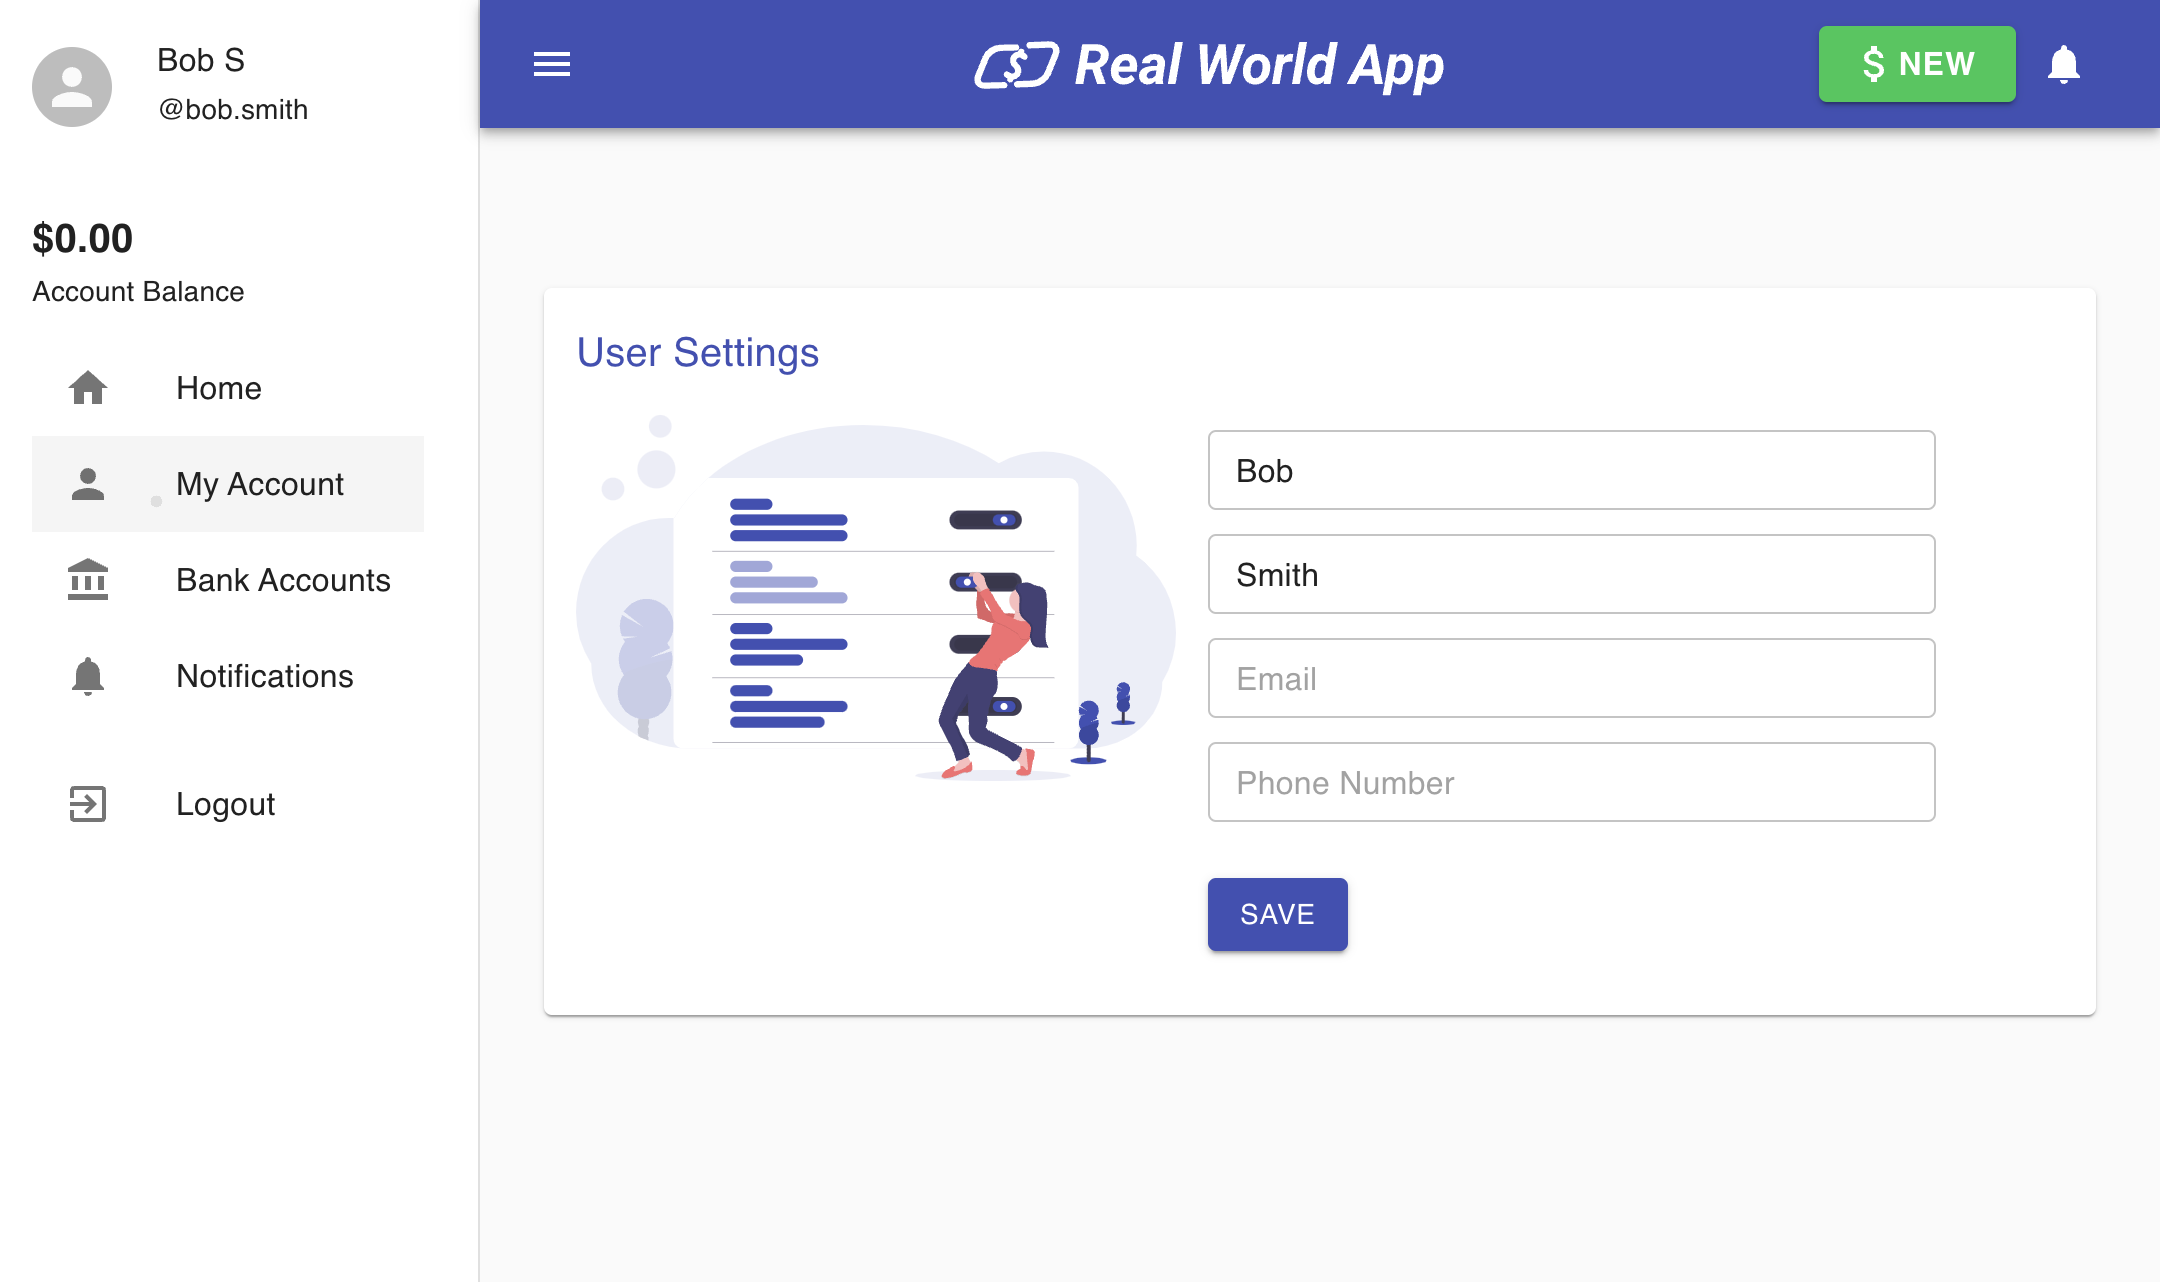 Bob S
@bob.smith
$0.00
Account Balance
Home
My Account
Bank Accounts
Notifications
Logout
Real World App
$ NEW
User Settings
Bob
Smith
Email
Phone Number
SAVE